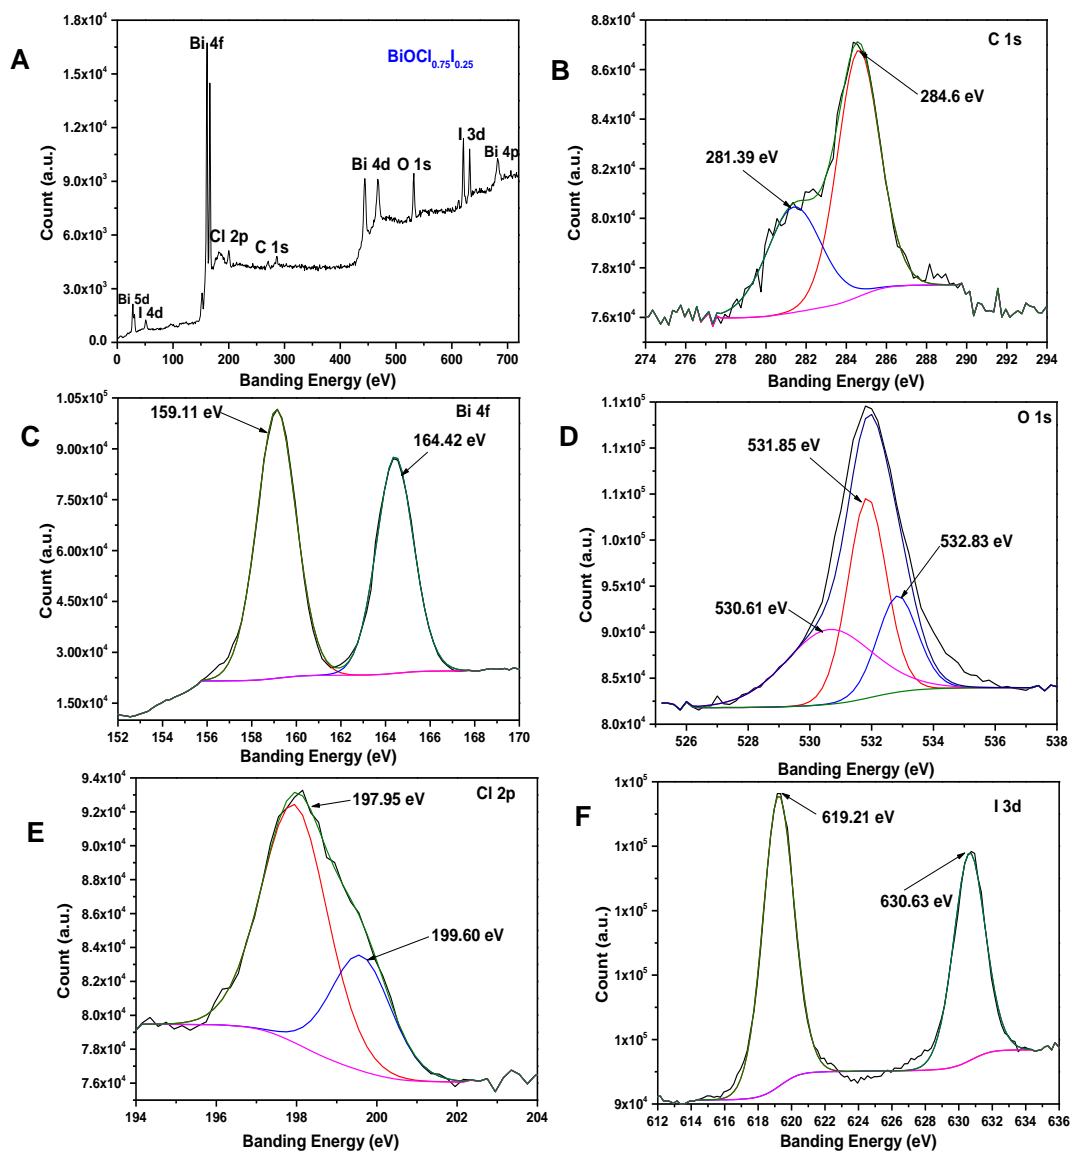 A
BiOCl0.75I0.25
Bi 4f
Cl 2p
C 1s
Bi 5d
I 4d
Bi 4d
O 1s
I 3d
Bi 4p
1.8x10⁴
1.5x10⁴
1.2x10⁴
9.0x10³
6.0x10³
3.0x10³
0.0
Count (a.u.)
0 100 200 300 400 500 600 700
Banding Energy (eV)
B
C 1s
284.6 eV
281.39 eV
8.8x10⁴
8.6x10⁴
8.4x10⁴
8.2x10⁴
8.0x10⁴
7.8x10⁴
7.6x10⁴
Count (a.u.)
274 276 278 280 282 284 286 288 290 292 294
Banding Energy (eV)
C
Bi 4f
159.11 eV
164.42 eV
1.05x10⁵
9.00x10⁴
7.50x10⁴
6.00x10⁴
4.50x10⁴
3.00x10⁴
1.50x10⁴
Count (a.u.)
152 154 156 158 160 162 164 166 168 170
Banding Energy (eV)
D
O 1s
531.85 eV
532.83 eV
530.61 eV
1.1x10⁵
1.1x10⁵
1.0x10⁵
1.0x10⁵
9.5x10⁴
9.0x10⁴
8.5x10⁴
8.0x10⁴
Count (a.u.)
526 528 530 532 534 536 538
Banding Energy (eV)
E
Cl 2p
197.95 eV
199.60 eV
9.4x10⁴
9.2x10⁴
8.9x10⁴
8.6x10⁴
8.4x10⁴
8.1x10⁴
7.9x10⁴
7.6x10⁴
Count (a.u.)
194 196 198 200 202 204
Banding Energy (eV)
F
I 3d
619.21 eV
630.63 eV
1x10⁵
1x10⁵
1x10⁵
1x10⁵
1x10⁵
9x10⁴
Count (a.u.)
612 614 616 618 620 622 624 626 628 630 632 634 636
Banding Energy (eV)